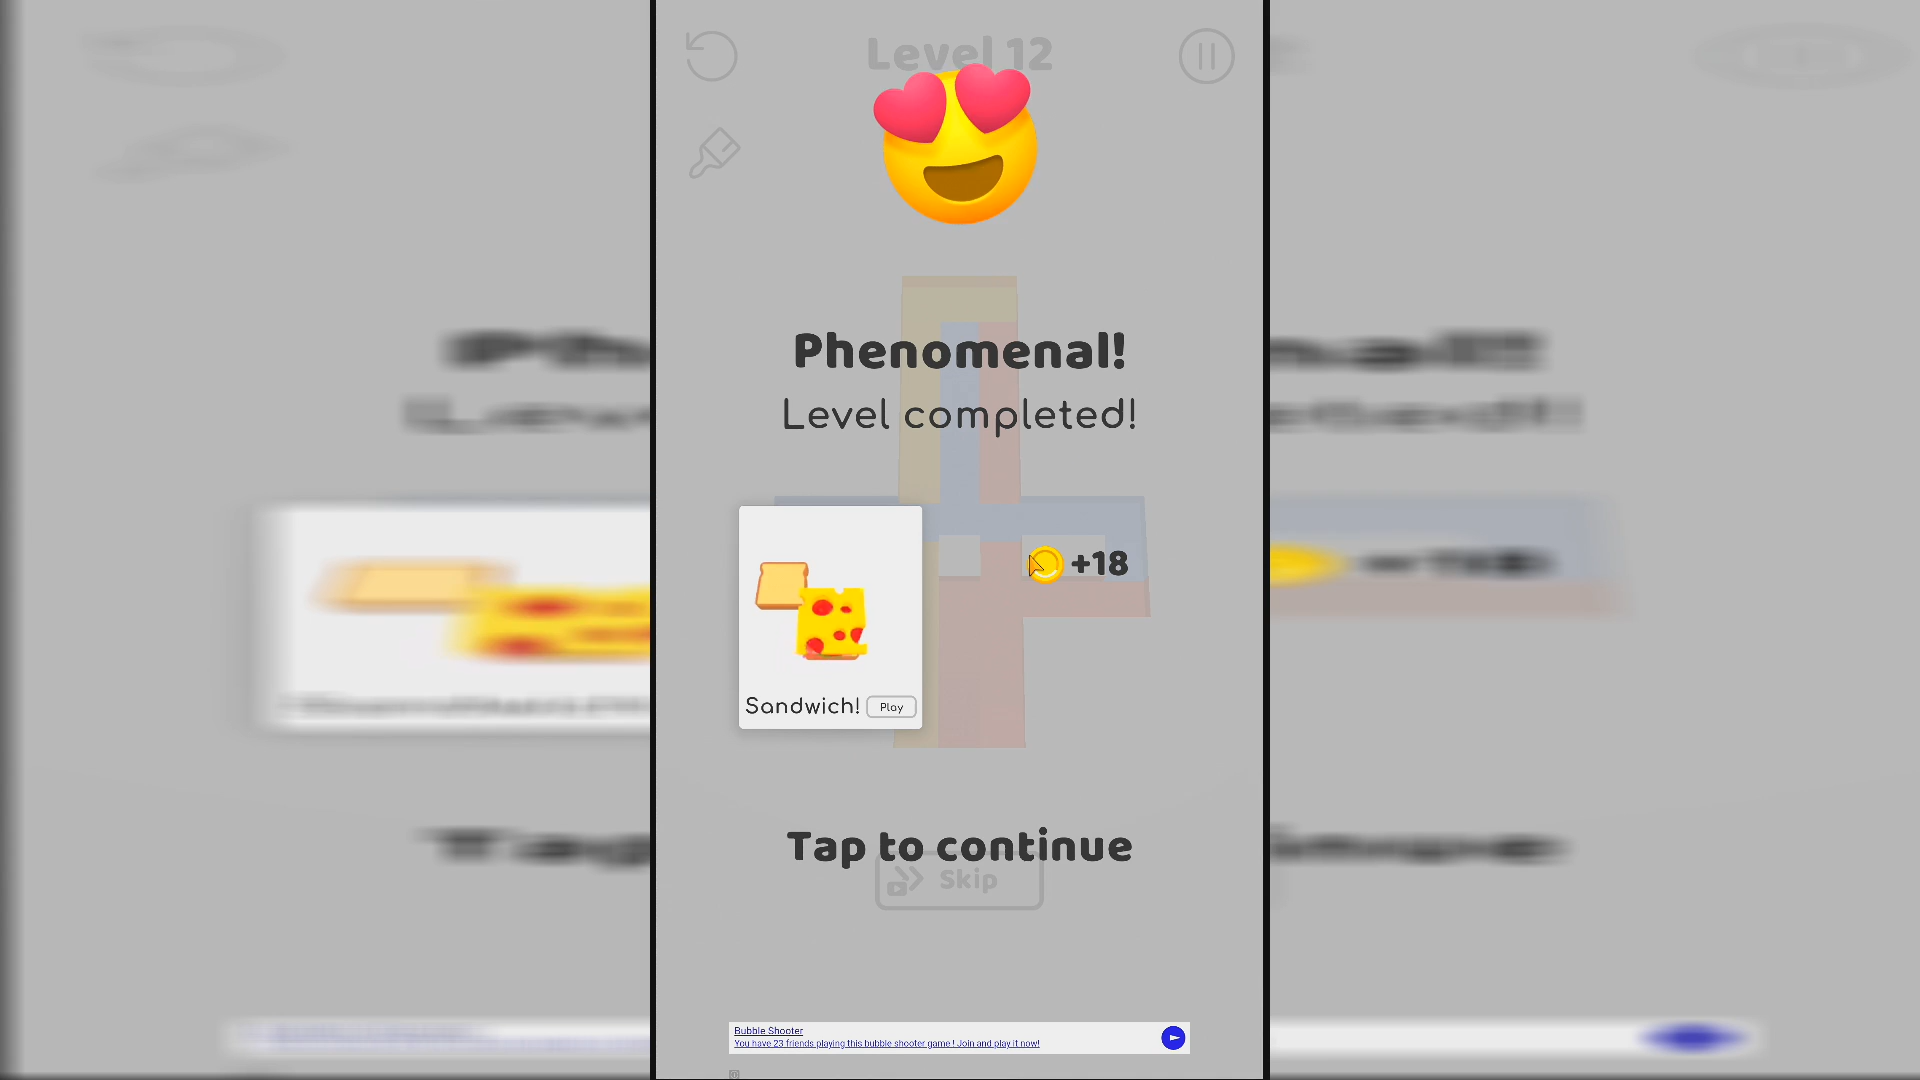 Level 12
Phenomenal!
Level completed!
+18
Sandwich!
Play
Tap to continue
Skip
Bubble Shooter
You have 23 friends playing this bubble shooter game ! Join and play it now!